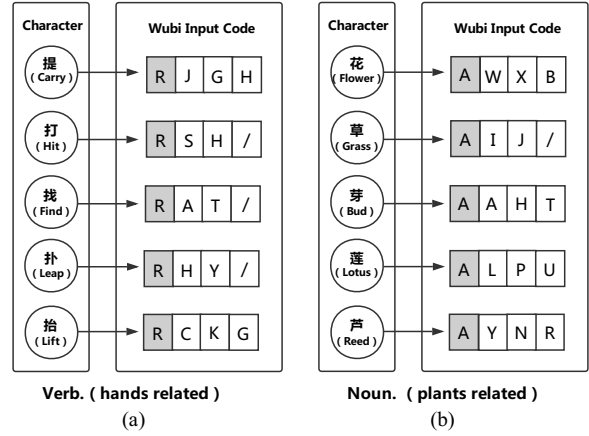 Character Wubi Input Code
提
( Carry )
R J G H
打
( Hit )
R S H /
找
( Find )
R A T /
扑
( Leap )
R H Y /
抬
( Lift )
R C K G
Verb. ( hands related )
(a)
Character Wubi Input Code
花
( Flower )
A W X B
草
( Grass )
A I J /
芽
( Bud )
A A H T
莲
( Lotus )
A L P U
芦
( Reed )
A Y N R
Noun. ( plants related )
(b)